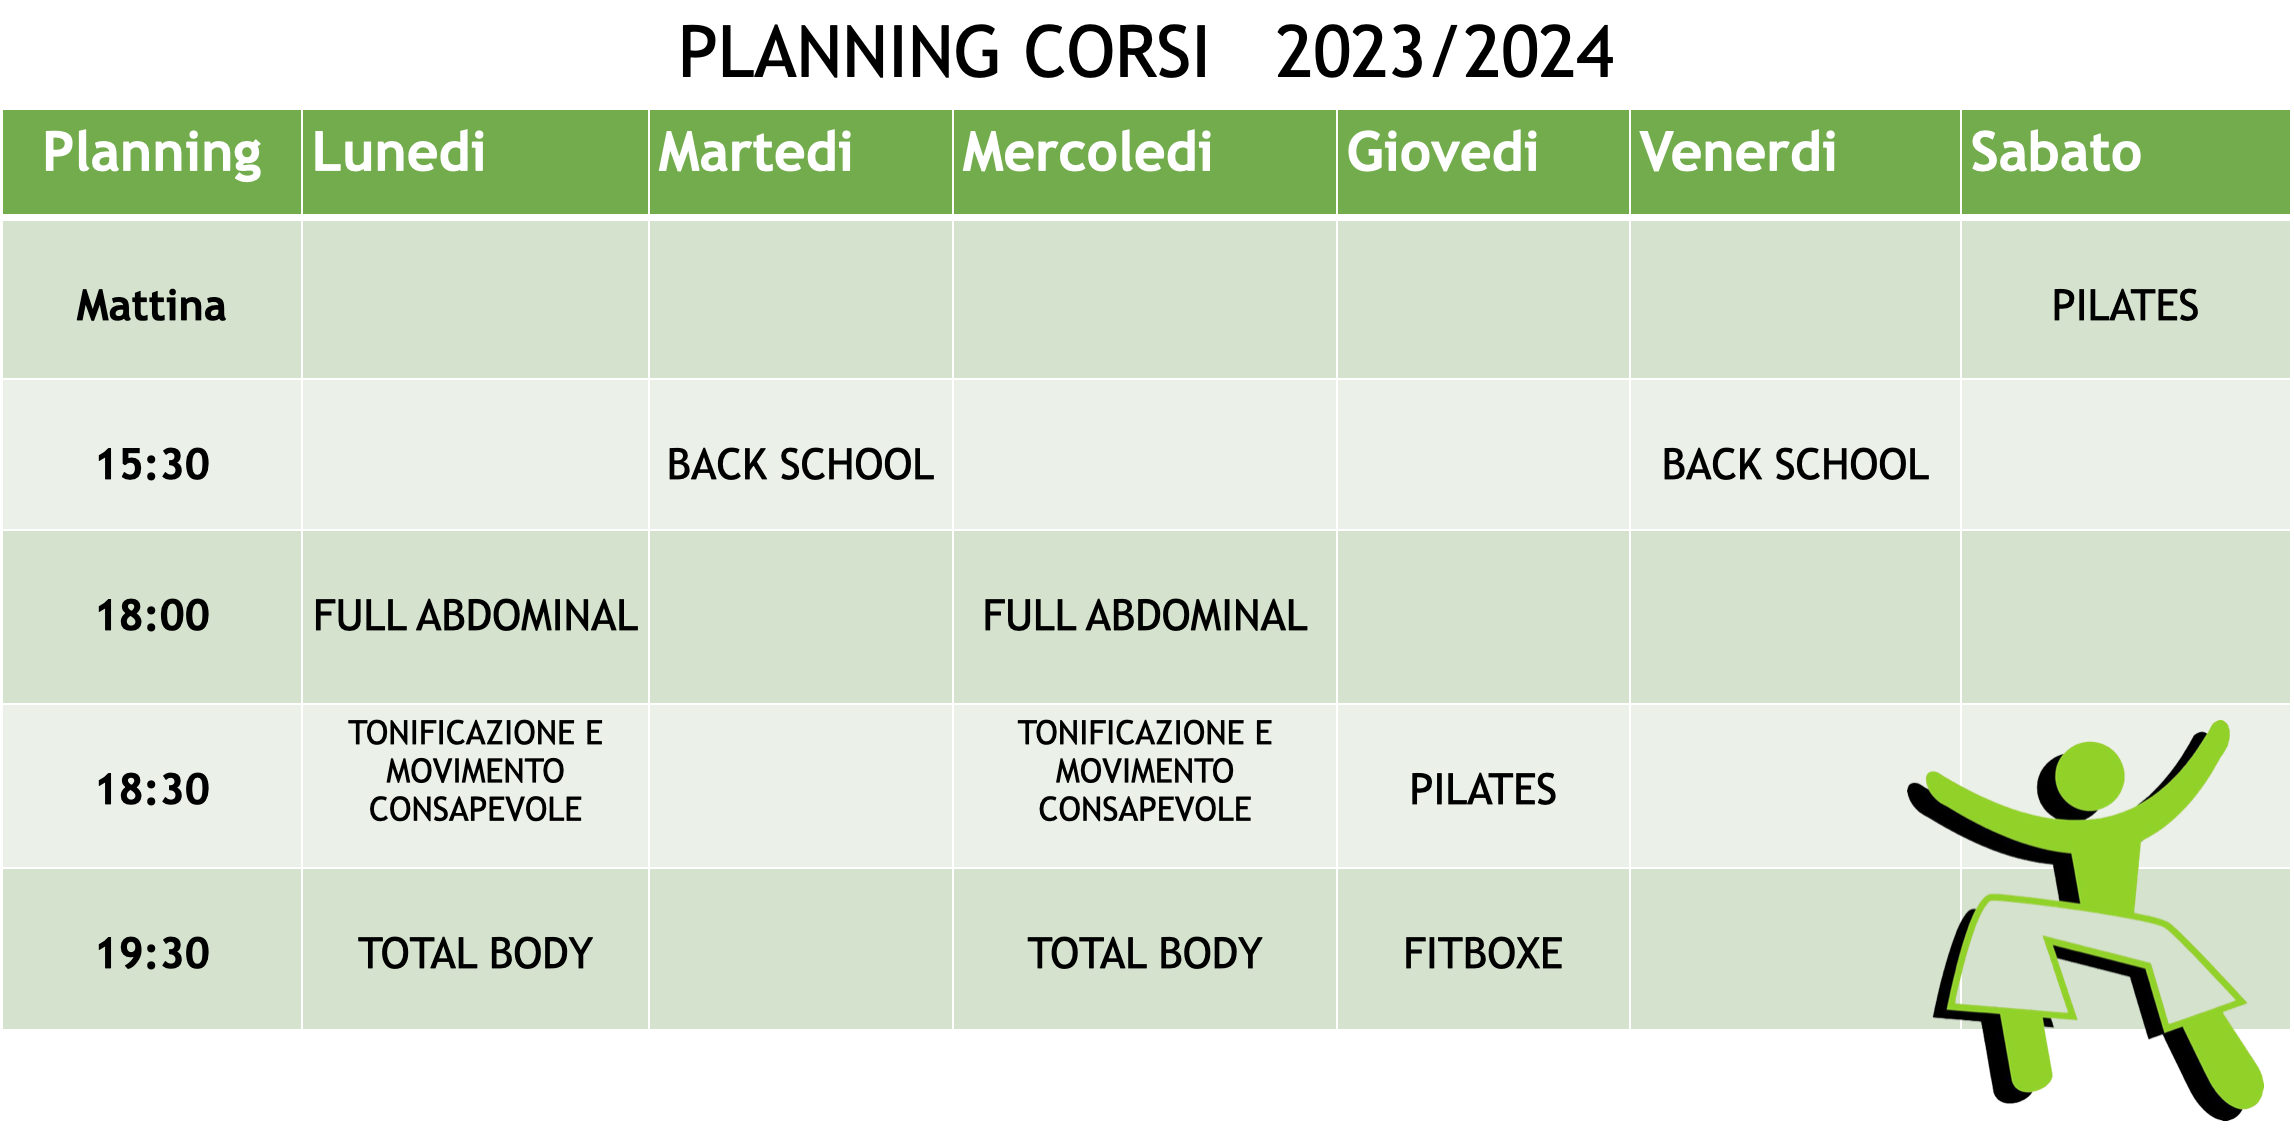 PLANNING CORSI 2023/2024
Planning Lunedi Martedi Mercoledi Giovedi Venerdi Sabato
Mattina PILATES
15:30 BACK SCHOOL BACK SCHOOL
18:00 FULL ABDOMINAL FULL ABDOMINAL
TONIFICAZIONE E TONIFICAZIONE E
MOVIMENTO MOVIMENTO
18:30 PILATES
CONSAPEVOLE CONSAPEVOLE
19:30 TOTAL BODY TOTAL BODY FITBOXE